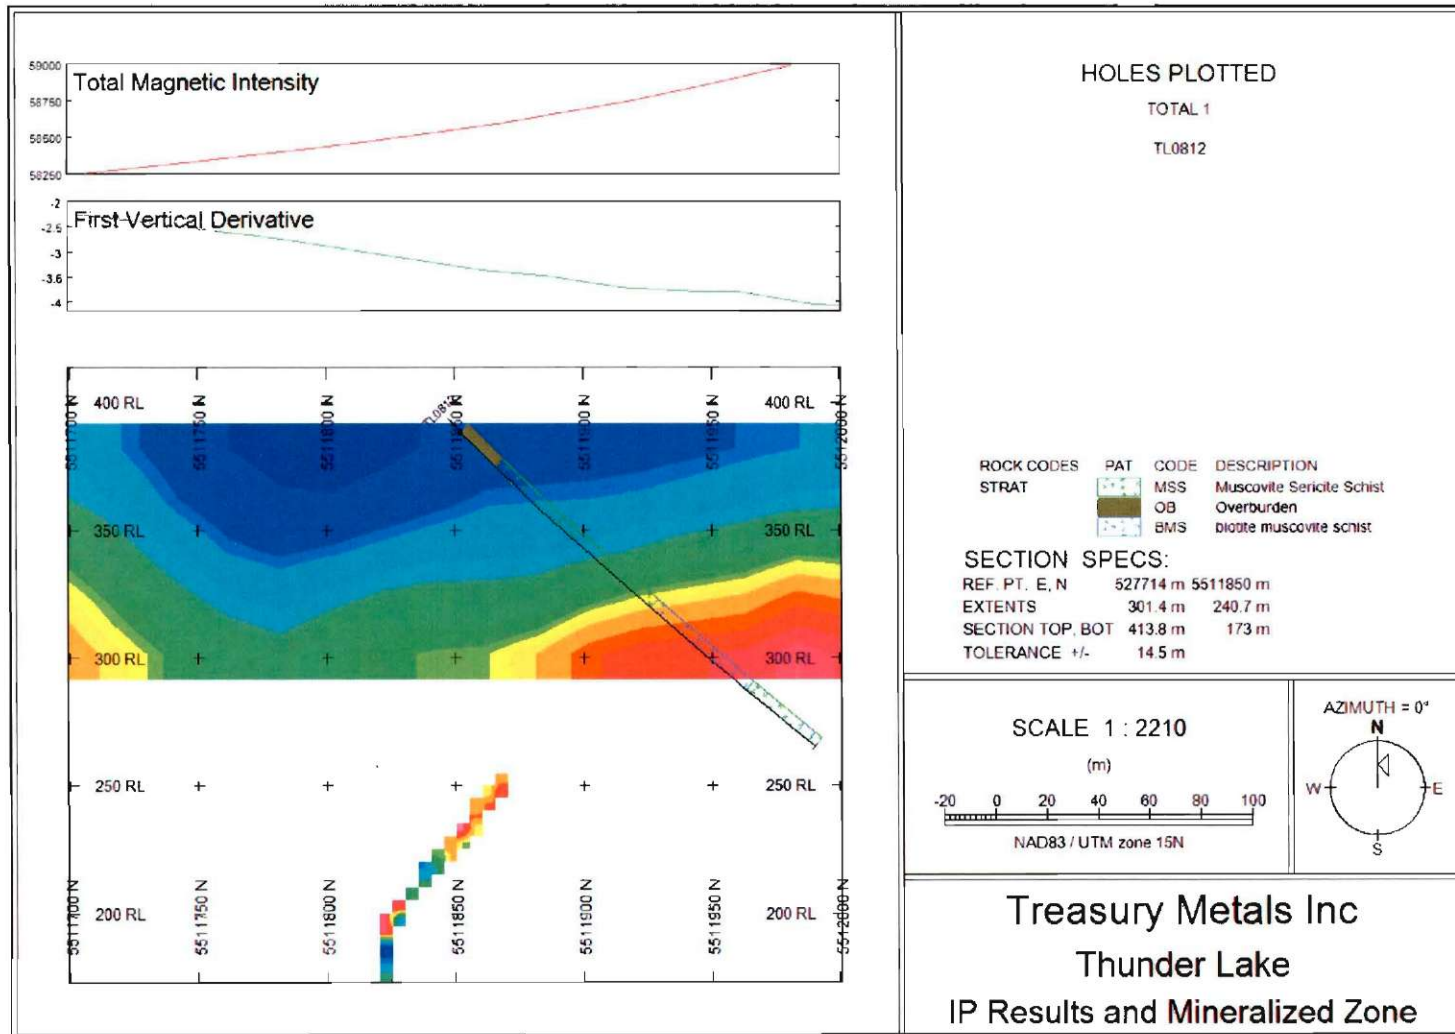 59000
Total Magnetic Intensity
58750
58500
58250
-2
First Vertical Derivative
-2.5
-3
-3.5
-4
TL0812
400 RL
400 RL
5511700 N
5511750 N
5511800 N
5511850 N
5511900 N
5511950 N
5512000 N
350 RL
350 RL
300 RL
300 RL
250 RL
250 RL
200 RL
200 RL
5511700 N
5511750 N
5511800 N
5511850 N
5511900 N
5511950 N
5512000 N
HOLES PLOTTED
TOTAL 1
TL0812
ROCK CODES PAT CODE DESCRIPTION
STRAT MSS Muscovite Sericite Schist
OB Overburden
BMS biotite muscovite schist
SECTION SPECS:
REF. PT. E, N 527714 m 5511850 m
EXTENTS 301.4 m 240.7 m
SECTION TOP, BOT 413.8 m 173 m
TOLERANCE +/- 14.5 m
SCALE 1 : 2210
(m)
-20 0 20 40 60 80 100
NAD83 / UTM zone 15N
AZIMUTH = 0°
N
W
E
S
Treasury Metals Inc
Thunder Lake
IP Results and Mineralized Zone